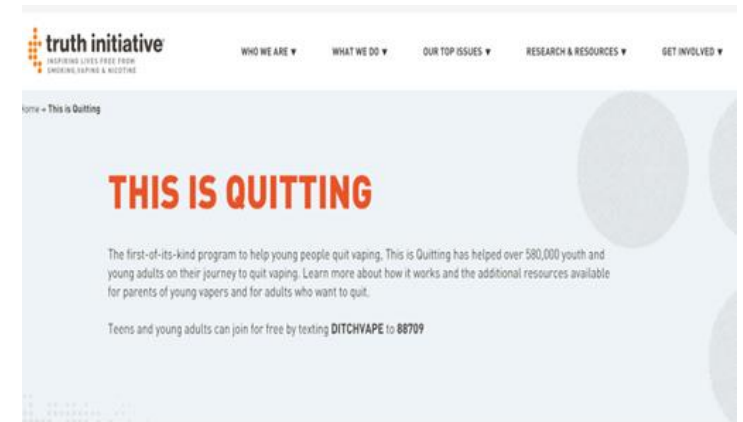 truth initiative
INSPIRING LIVES FREE FROM
SMOKING, VAPING & NICOTINE
WHO WE ARE ▼
WHAT WE DO ▼
OUR TOP ISSUES ▼
RESEARCH & RESOURCES ▼
GET INVOLVED ▼
Home → This is Quitting
THIS IS QUITTING
The first-of-its-kind program to help young people quit vaping, This is Quitting has helped over 580,000 youth and
young adults on their journey to quit vaping. Learn more about how it works and the additional resources available
for parents of young vapers and for adults who want to quit.
Teens and young adults can join for free by texting DITCHVAPE to 88709